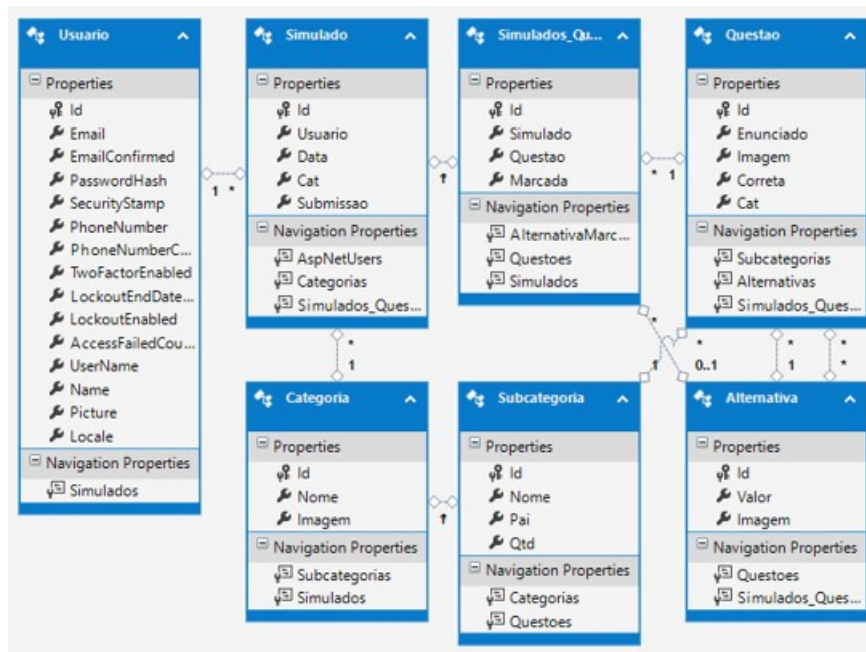 Usuario
Properties
Id
Email
EmailConfirmed
PasswordHash
SecurityStamp
PhoneNumber
PhoneNumberC...
TwoFactorEnabled
LockoutEndDate...
LockoutEnabled
AccessFailedCou...
UserName
Name
Picture
Locale
Navigation Properties
Simulados
1 *
Simulado
Properties
Id
Usuario
Data
Cat
Submissao
Navigation Properties
AspNetUsers
Categorias
Simulados_Ques...
Simulados_Qu...
Properties
Id
Simulado
Questao
Marcada
Navigation Properties
AlternativaMarc...
Questoes
Simulados
* 1
Questao
Properties
Id
Enunciado
Imagem
Correta
Cat
Navigation Properties
Subcategorias
Alternativas
Simulados_Ques...
*
1
*
1
*
0..1
*
1
*
*
Categoria
Properties
Id
Nome
Imagem
Navigation Properties
Subcategorias
Simulados
Subcategoria
Properties
Id
Nome
Pai
Qtd
Navigation Properties
Categorias
Questoes
Alternativa
Properties
Id
Valor
Imagem
Navigation Properties
Questoes
Simulados_Ques...